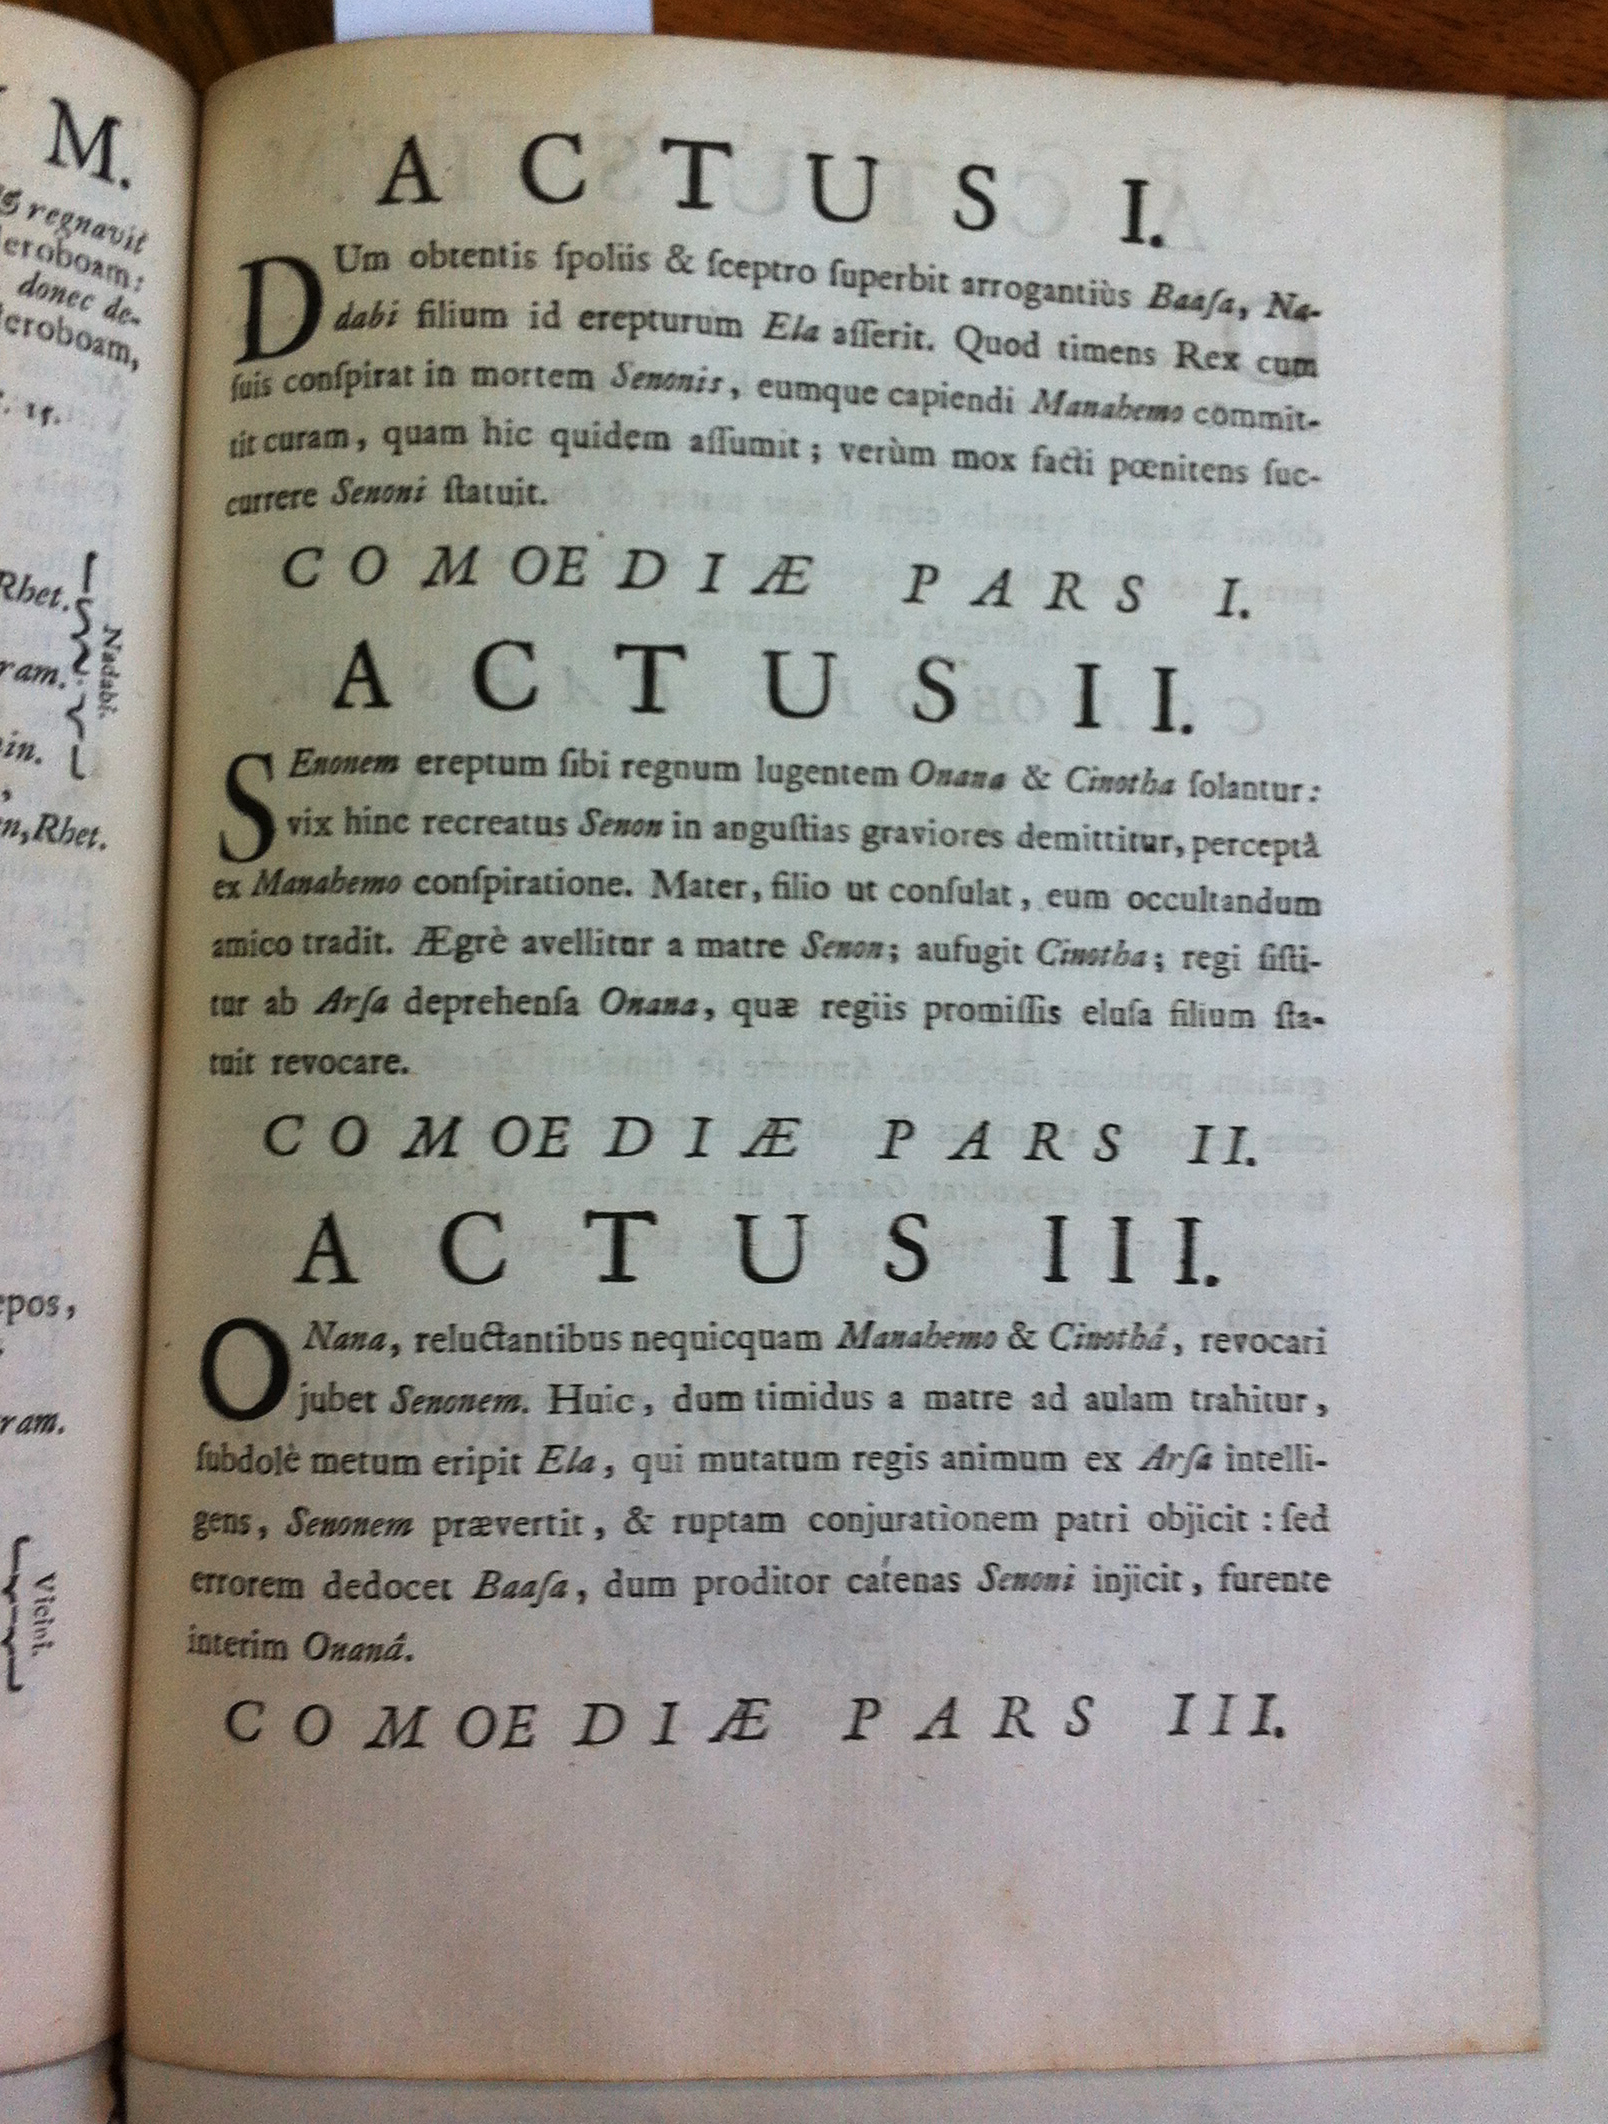 M.
& regnavit
eroboam:
donec de-
eroboam,
15.
Rhet.
ram.
Nadabi.
in.
n, Rhet.
epos,
ram.
Vicini.
ACTUS I.
DUm obtentis ſpoliis & ſceptro ſuperbit arrogantiùs Baaſa, Na-
dabi filium id erepturum Ela aſſerit. Quod timens Rex cum
ſuis conſpirat in mortem Senonis, eumque capiendi Manahemo commit-
tit curam, quam hic quidem aſſumit; verùm mox facti pœnitens ſuc-
currere Senoni ſtatuit.
COMOEDIÆ PARS I.
ACTUS II.
SEnonem ereptum ſibi regnum lugentem Onana & Cinotha ſolantur:
vix hinc recreatus Senon in anguſtias graviores demittitur, perceptâ
ex Manahemo conſpiratione. Mater, filio ut conſulat, eum occultandum
amico tradit. Ægrè avellitur a matre Senon; aufugit Cinotha; regi ſiſti-
tur ab Arſa deprehenſa Onana, quæ regiis promiſſis eluſa filium ſta-
tuit revocare.
COMOEDIÆ PARS II.
ACTUS III.
ONana, reluctantibus nequicquam Manahemo & Cinothâ, revocari
jubet Senonem. Huic, dum timidus a matre ad aulam trahitur,
ſubdolè metum eripit Ela, qui mutatum regis animum ex Arſa intelli-
gens, Senonem prævertit, & ruptam conjurationem patri objicit: ſed
errorem dedocet Baaſa, dum proditor catenas Senoni injicit, furente
interim Onanâ.
COMOEDIÆ PARS III.